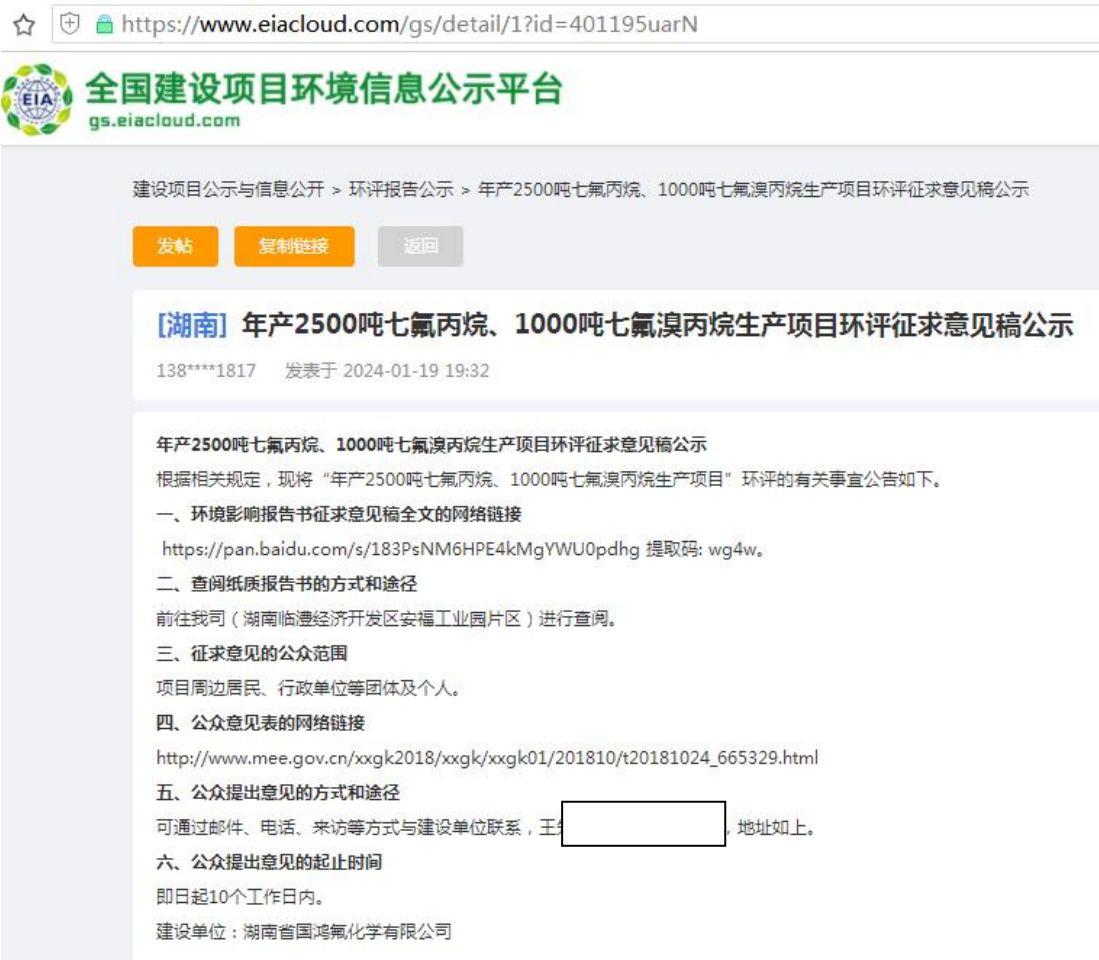 https://www.eiacloud.com/gs/detail/1?id=401195uarN
EIA
全国建设项目环境信息公示平台
gs.eiacloud.com
建设项目公示与信息公开 > 环评报告公示 > 年产2500吨七氟丙烷、1000吨七氟溴丙烷生产项目环评征求意见稿公示
发帖 复制链接 返回
[湖南] 年产2500吨七氟丙烷、1000吨七氟溴丙烷生产项目环评征求意见稿公示
138****1817 发表于 2024-01-19 19:32
年产2500吨七氟丙烷、1000吨七氟溴丙烷生产项目环评征求意见稿公示
根据相关规定，现将“年产2500吨七氟丙烷、1000吨七氟溴丙烷生产项目”环评的有关事宜公告如下。
一、环境影响报告书征求意见稿全文的网络链接
https://pan.baidu.com/s/183PsNM6HPE4kMgYWU0pdhg 提取码: wg4w。
二、查阅纸质报告书的方式和途径
前往我司（湖南临澧经济开发区安福工业园片区）进行查阅。
三、征求意见的公众范围
项目周边居民、行政单位等团体及个人。
四、公众意见表的网络链接
http://www.mee.gov.cn/xxgk2018/xxgk/xxgk01/201810/t20181024_665329.html
五、公众提出意见的方式和途径
可通过邮件、电话、来访等方式与建设单位联系，王 ，地址如上。
六、公众提出意见的起止时间
即日起10个工作日内。
建设单位：湖南省国鸿氟化学有限公司